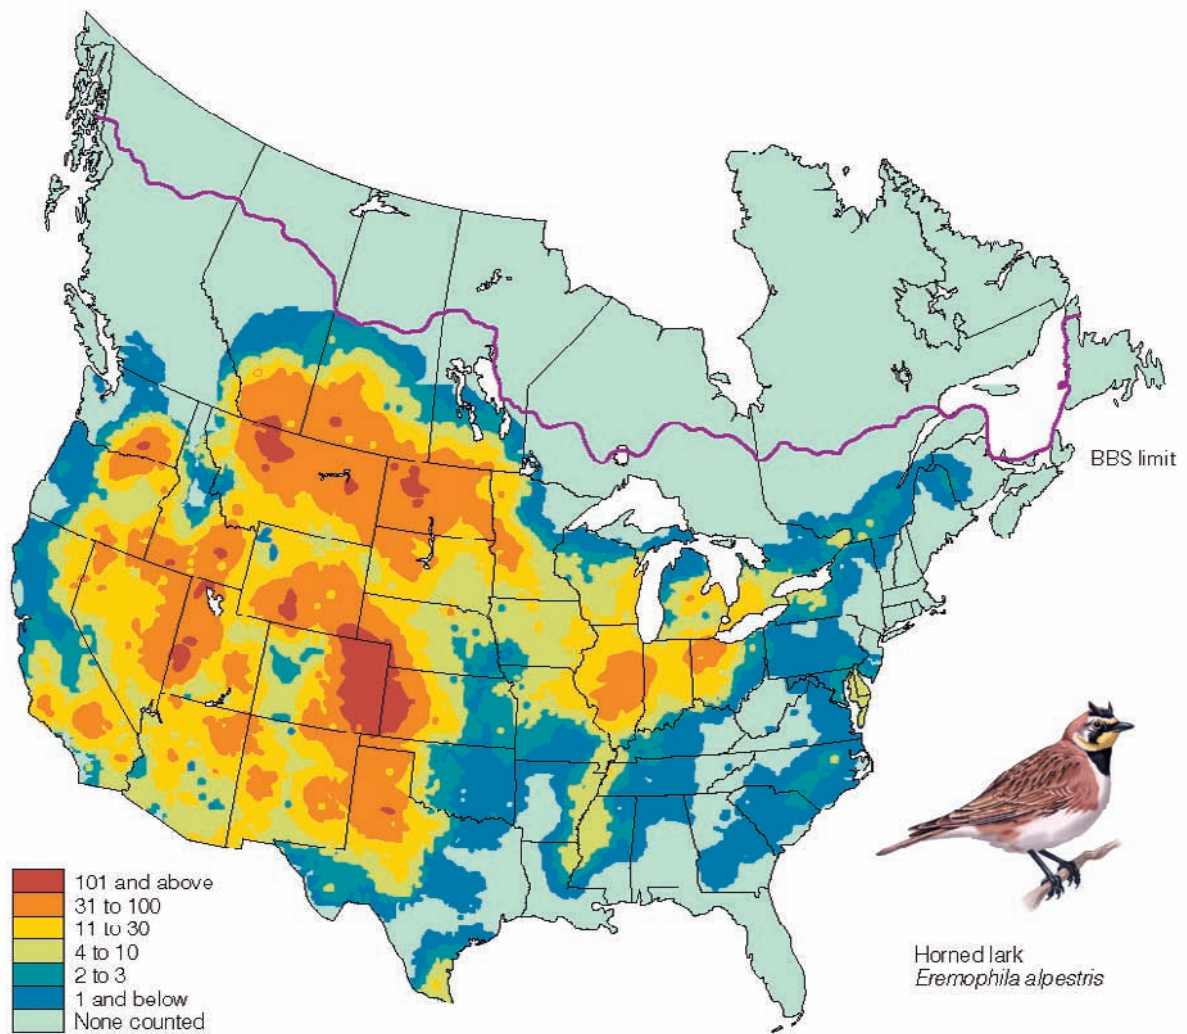 BBS limit
101 and above
31 to 100
11 to 30
4 to 10
2 to 3
1 and below
None counted
Horned lark
Eremophila alpestris